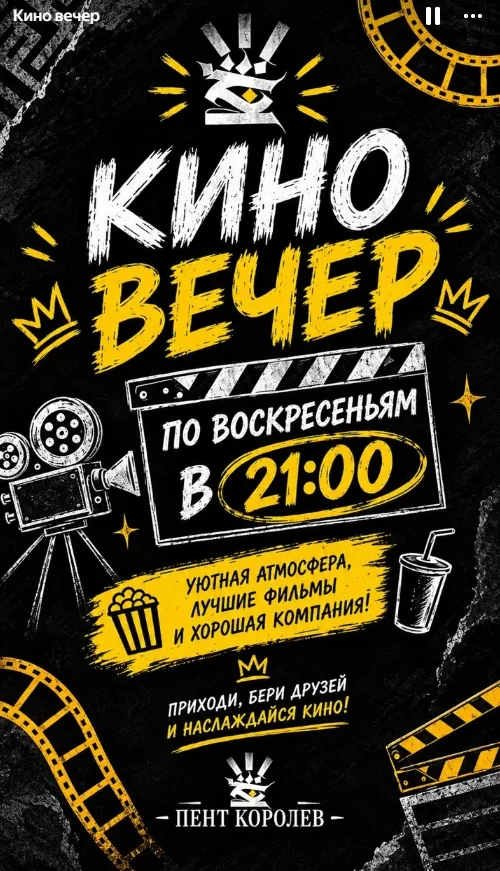 Кино вечер
КИНО
ВЕЧЕР
ПО ВОСКРЕСЕНЬЯМ
В 21:00
УЮТНАЯ АТМОСФЕРА,
ЛУЧШИЕ ФИЛЬМЫ
И ХОРОШАЯ КОМПАНИЯ!
ПРИХОДИ, БЕРИ ДРУЗЕЙ
И НАСЛАЖДАЙСЯ КИНО!
ПЕНТ КОРОЛЕВ